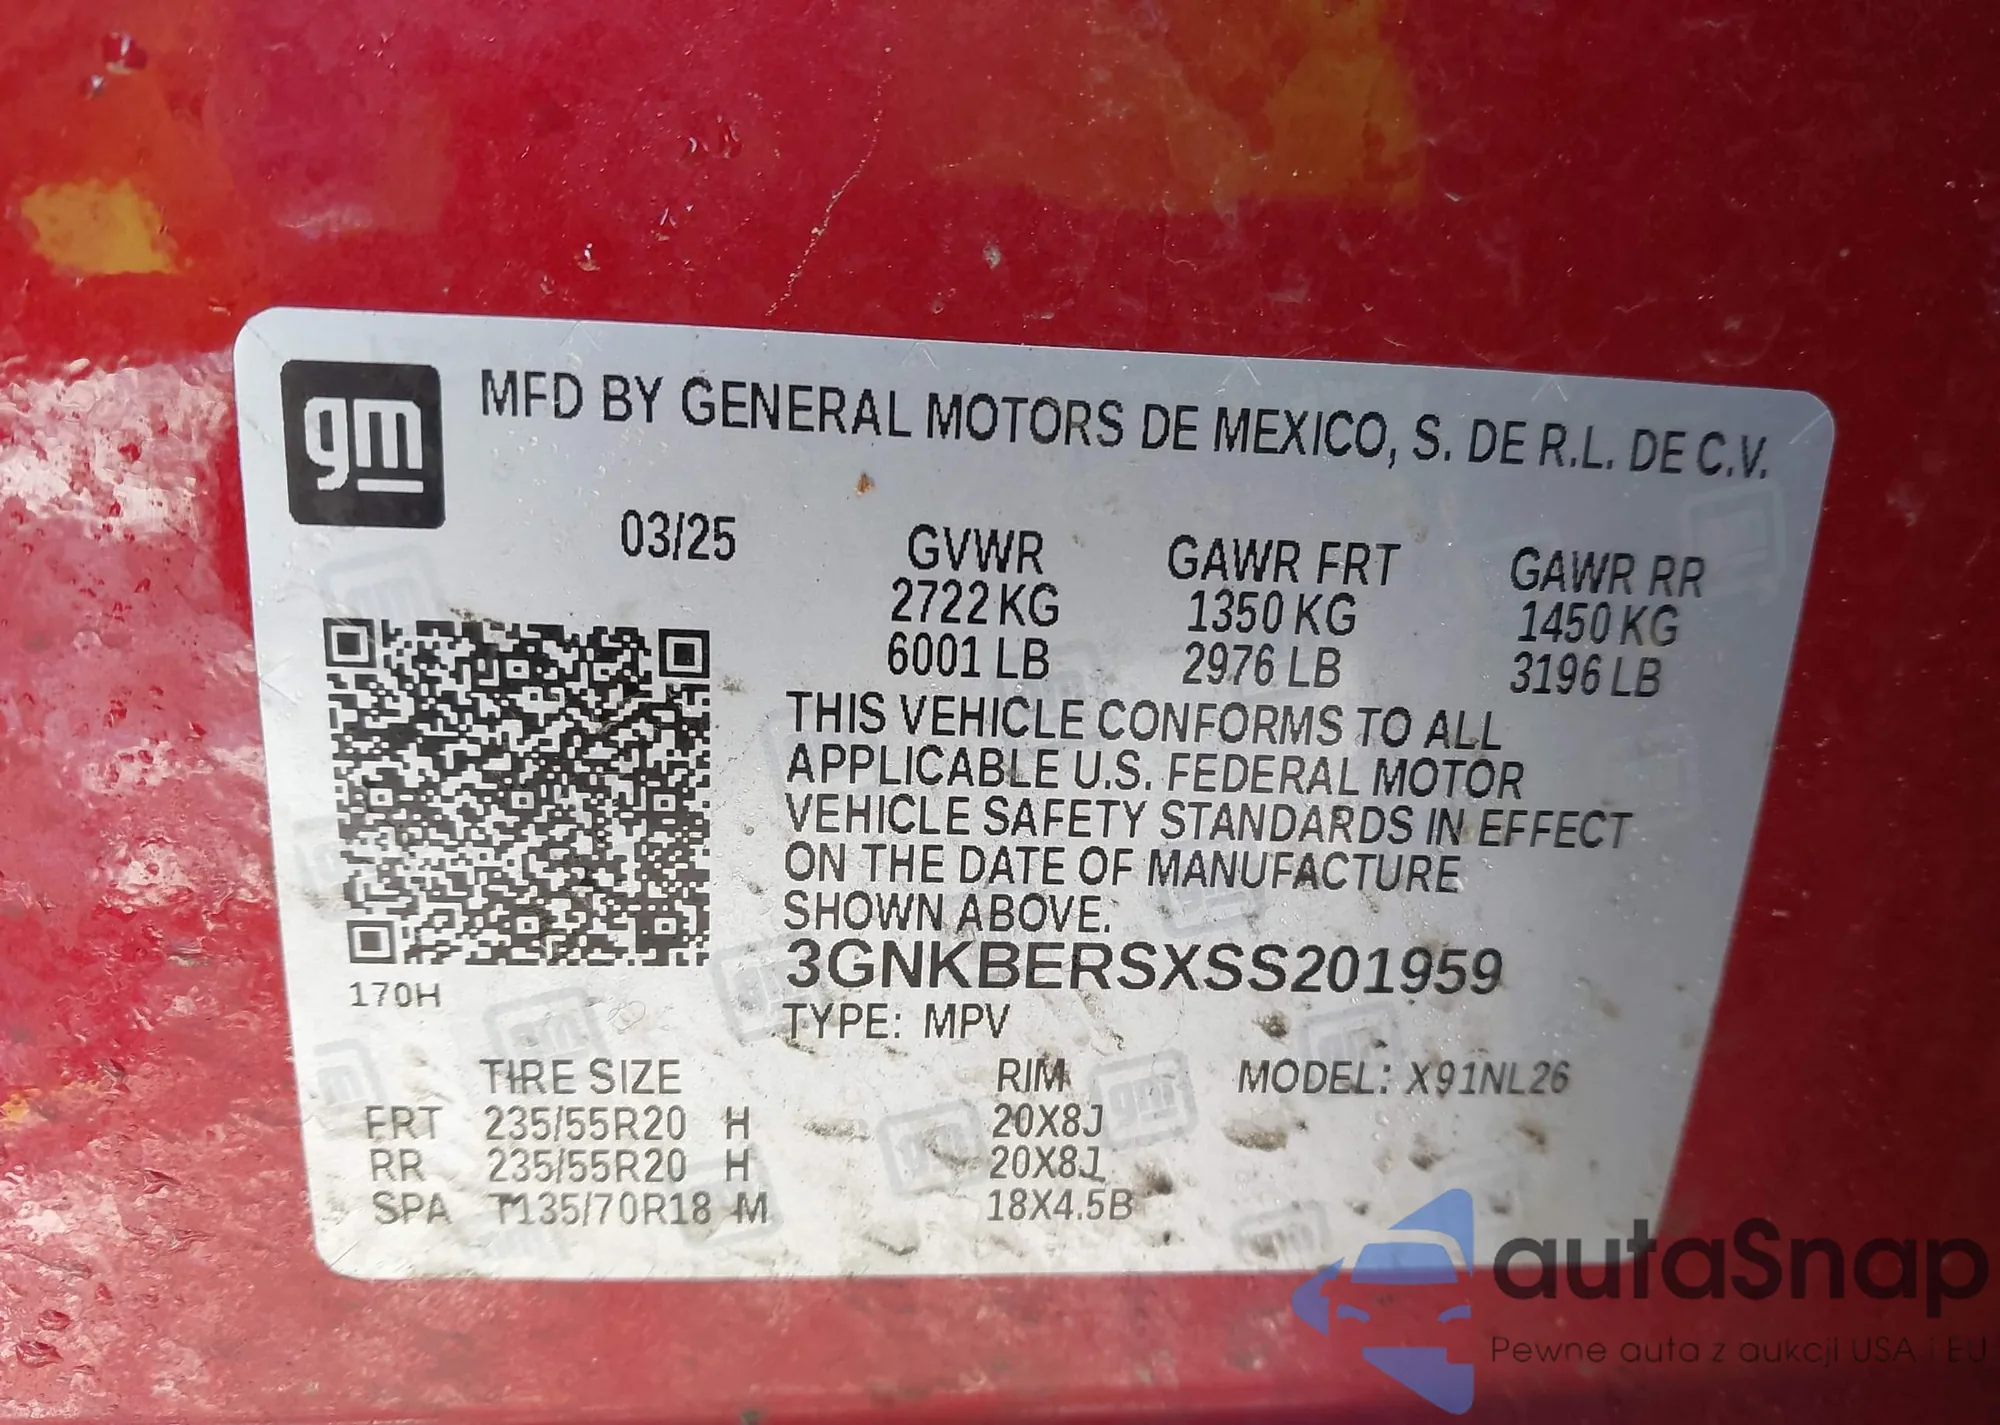 gm
MFD BY GENERAL MOTORS DE MEXICO, S. DE R.L. DE C.V.
03/25
GVWR GAWR FRT GAWR RR
2722 KG 1350 KG 1450 KG
6001 LB 2976 LB 3196 LB
THIS VEHICLE CONFORMS TO ALL
APPLICABLE U.S. FEDERAL MOTOR
VEHICLE SAFETY STANDARDS IN EFFECT
ON THE DATE OF MANUFACTURE
SHOWN ABOVE.
3GNKBERSXSS201959
170H
TYPE: MPV
TIRE SIZE RIM MODEL: X91NL26
FRT 235/55R20 H 20X8J
RR 235/55R20 H 20X8J
SPA T135/70R18 M 18X4.5B
autaSnap
Pewne auta z aukcji USA i EU